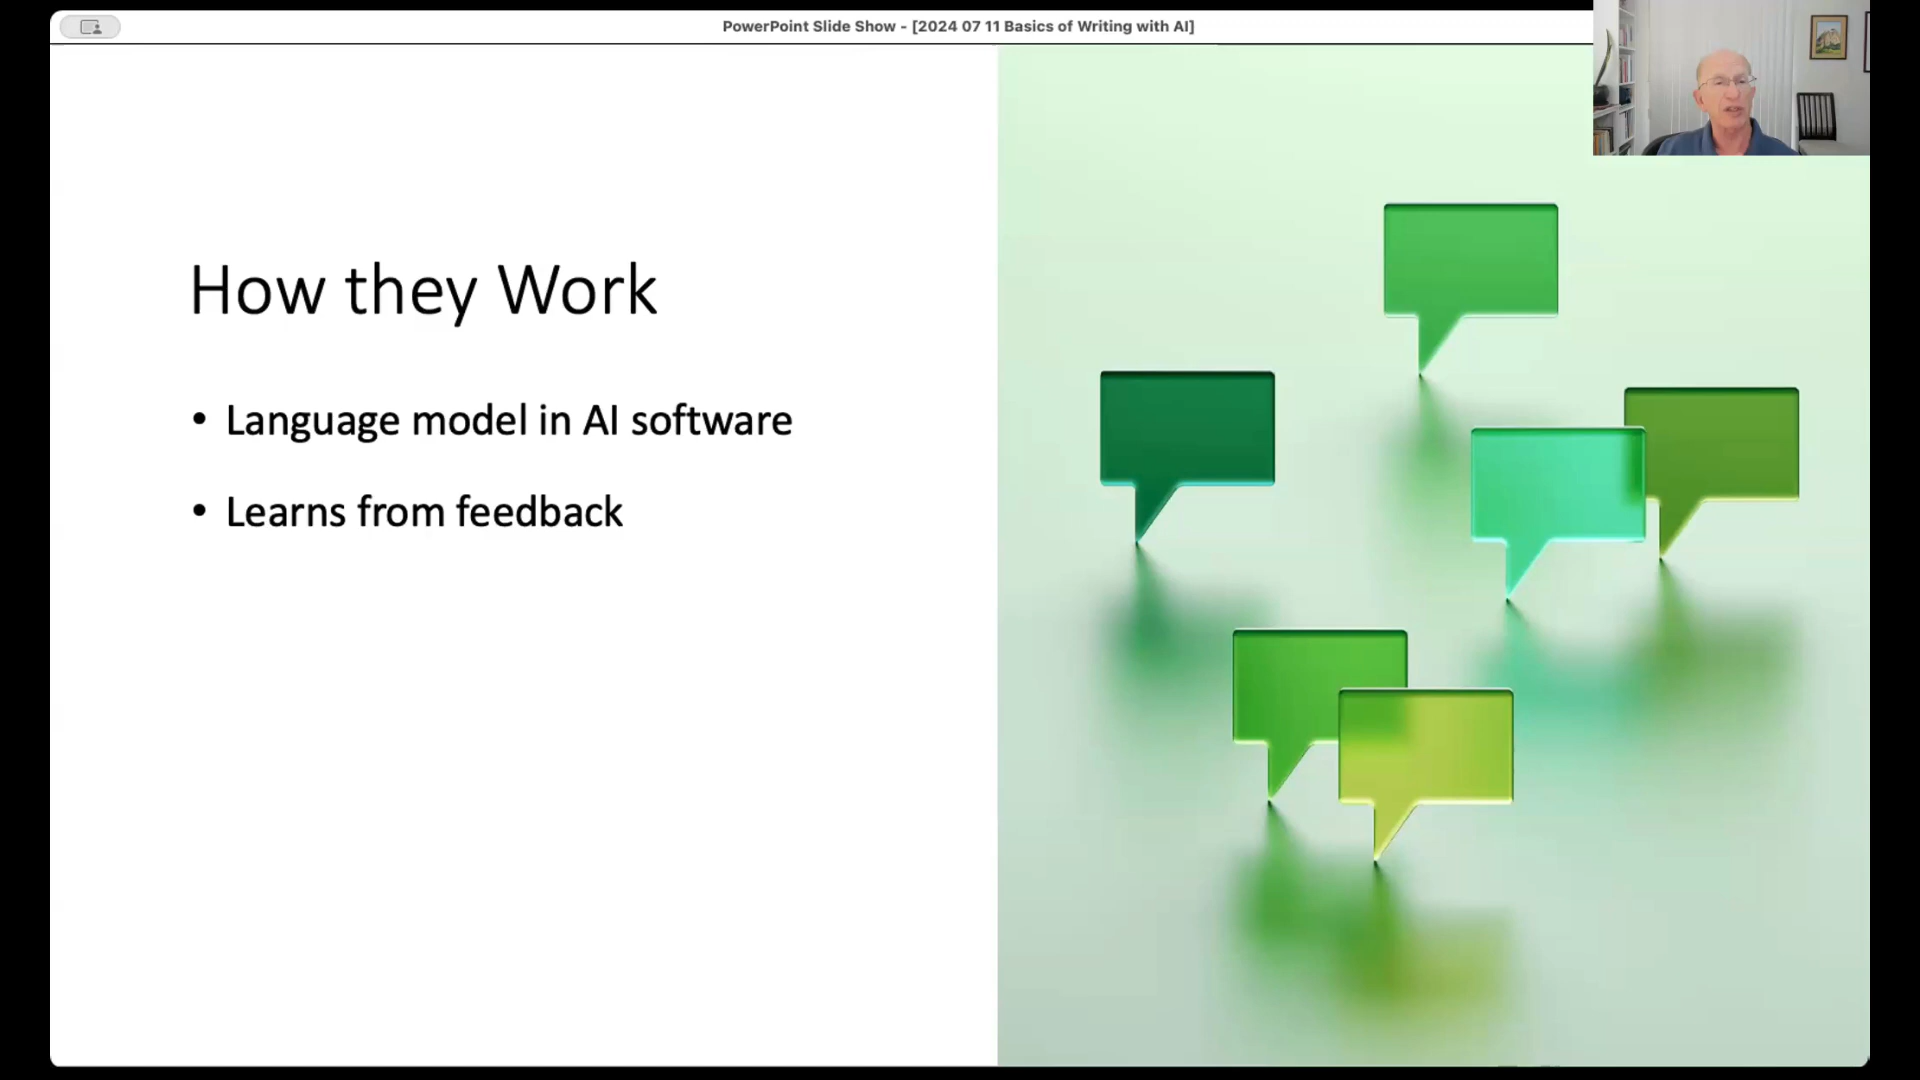 PowerPoint Slide Show - [2024 07 11 Basics of Writing with AI]
How they Work
• Language model in AI software
• Learns from feedback